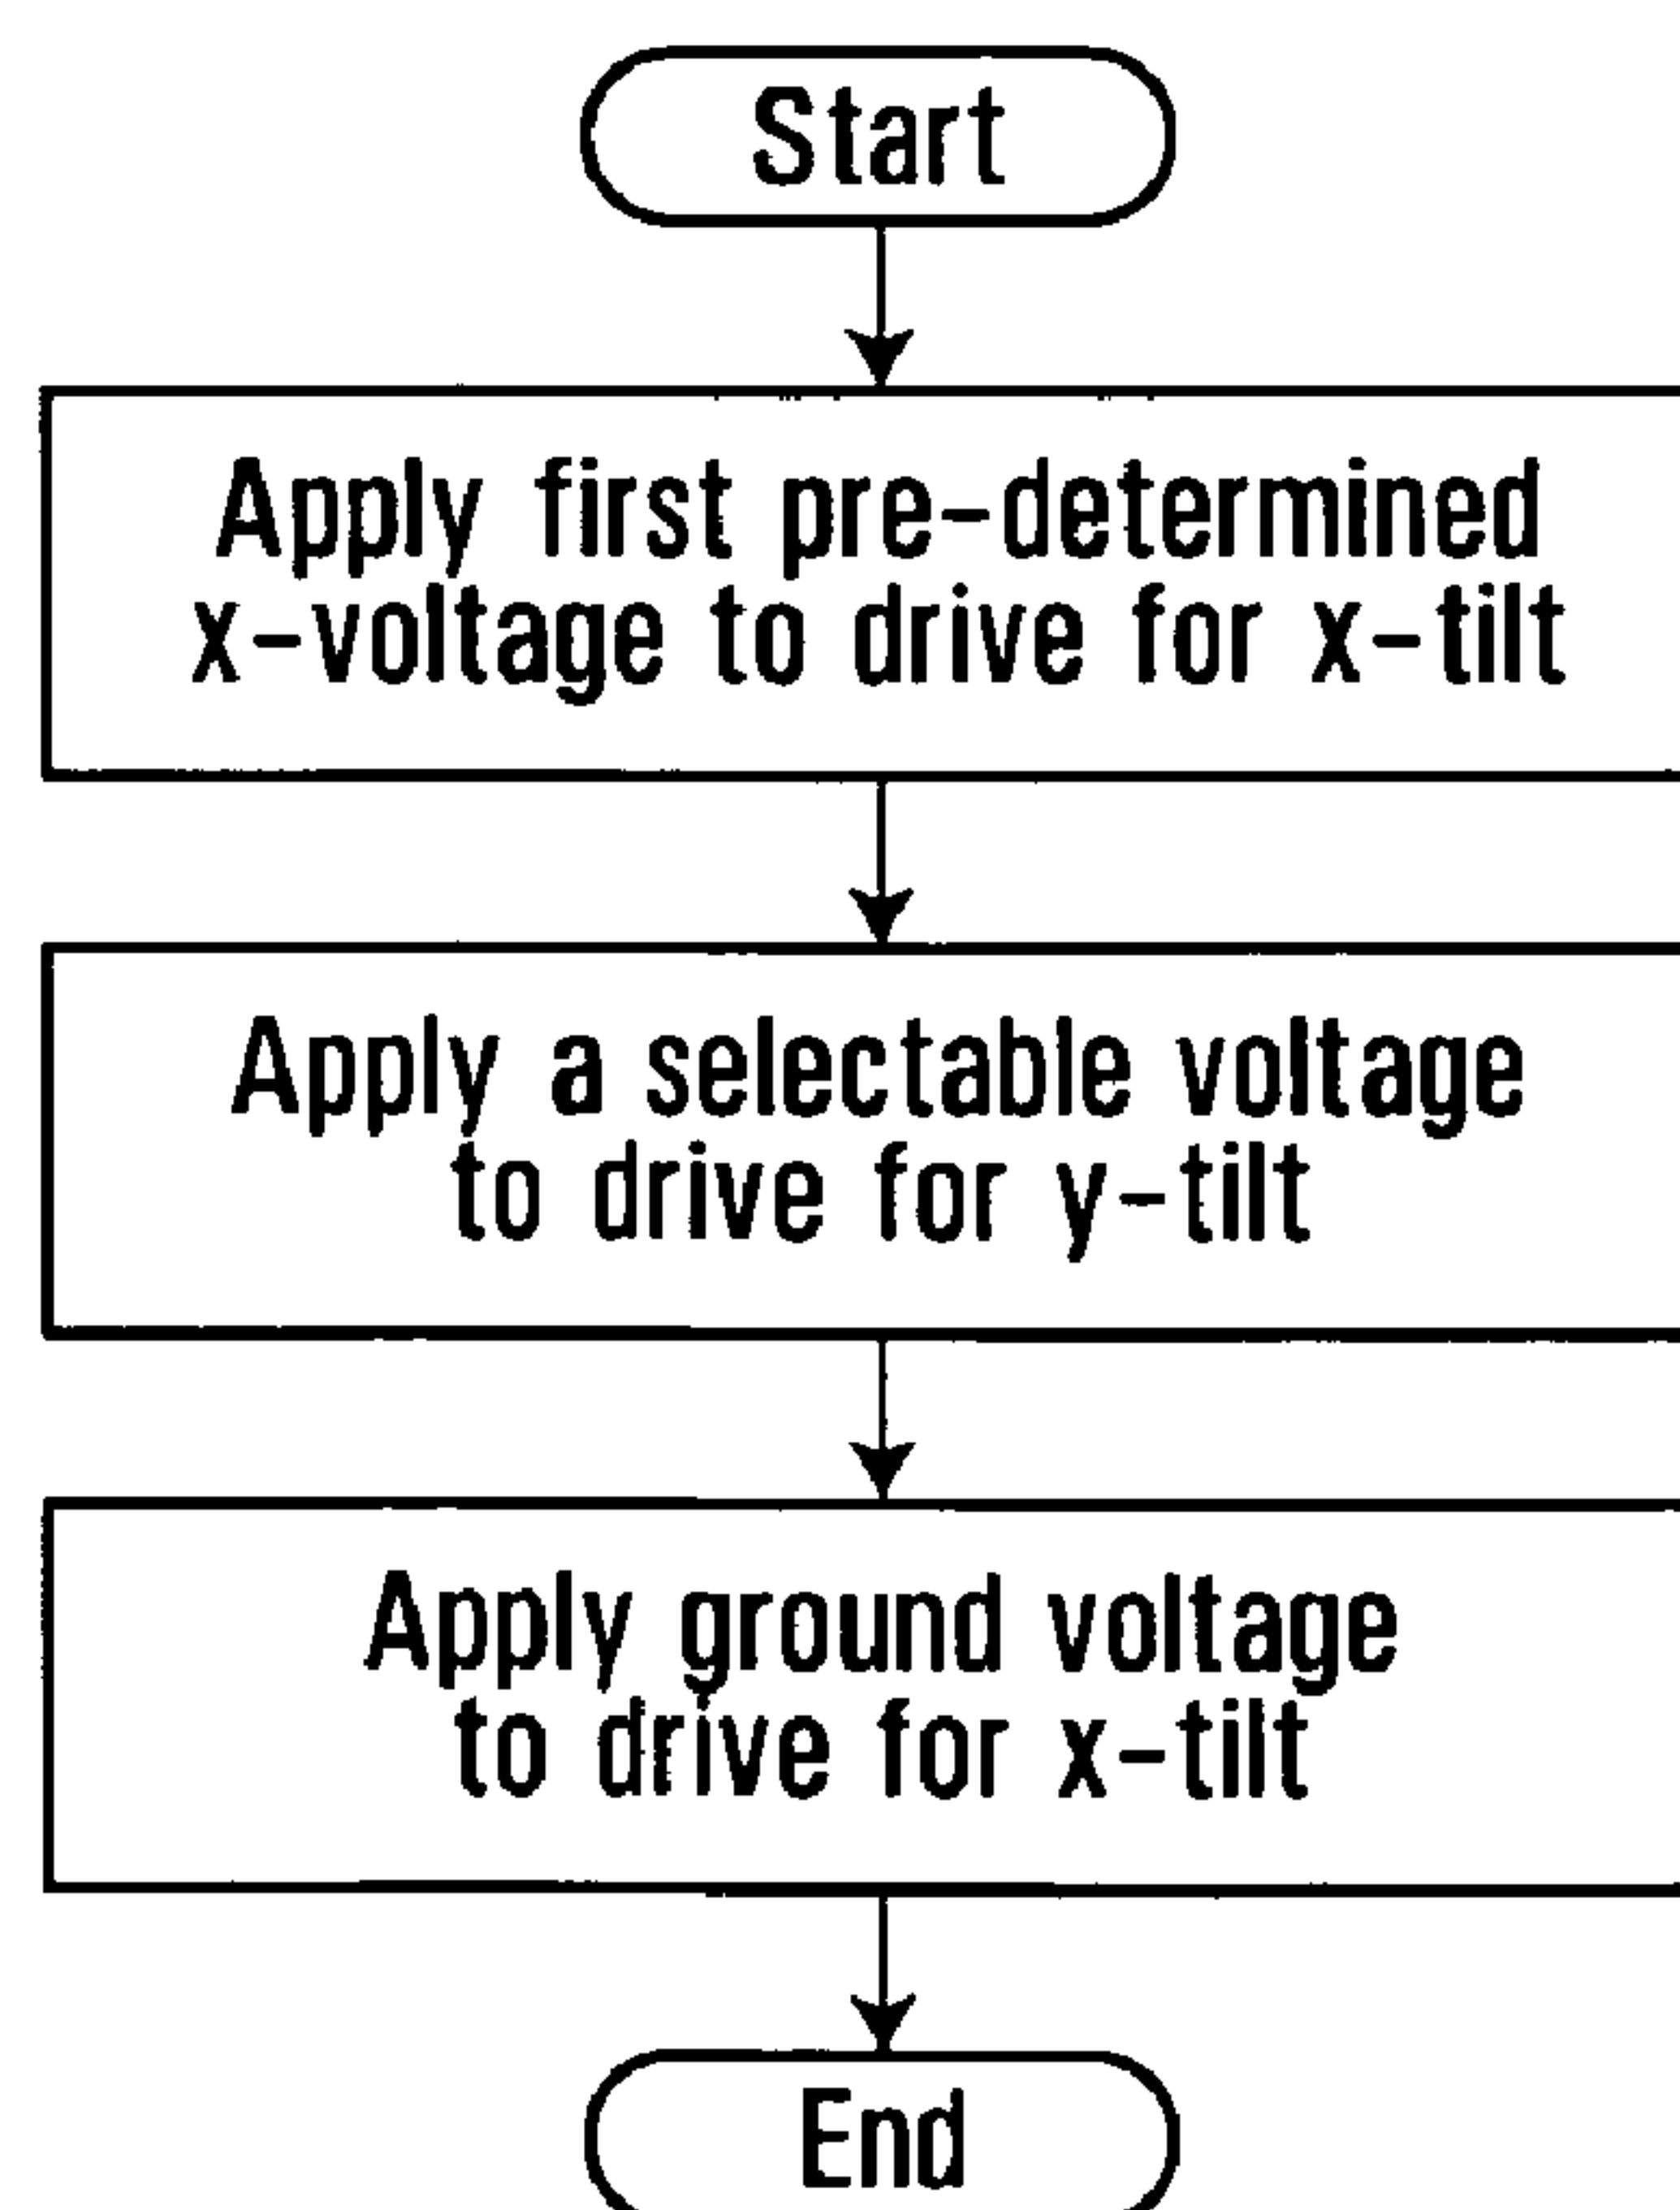 Start
Apply first pre-determined
x-voltage to drive for x-tilt
Apply a selectable voltage
to drive for y-tilt
Apply ground voltage
to drive for x-tilt
End